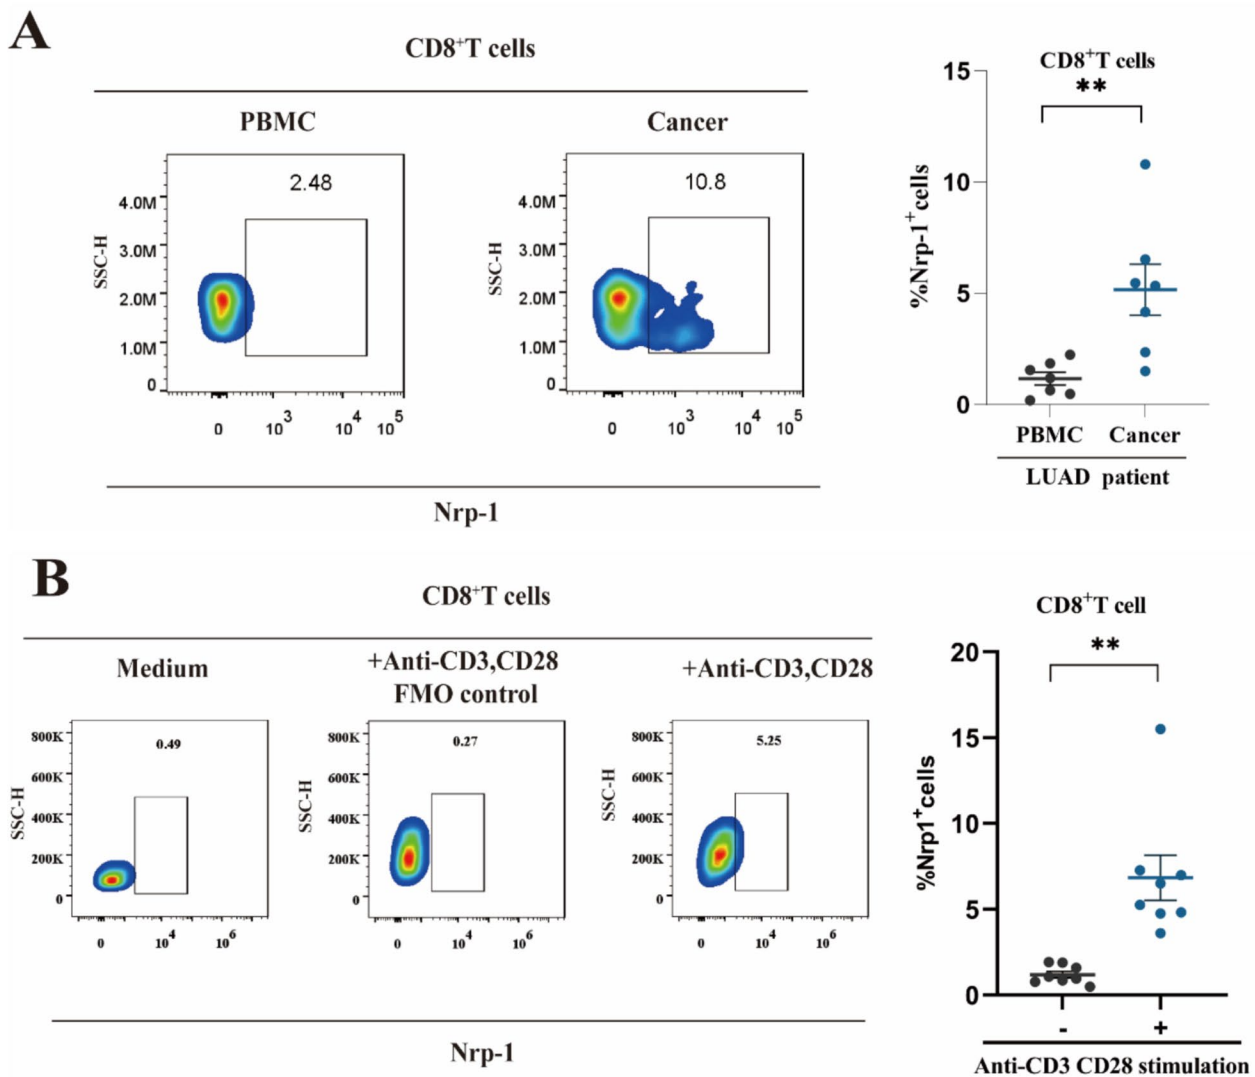 A
CD8+T cells
PBMC
Cancer
2.48
10.8
SSC-H
4.0M
3.0M
2.0M
1.0M
0
0 10^3 10^4 10^5
SSC-H
4.0M
3.0M
2.0M
1.0M
0
0 10^3 10^4 10^5
Nrp-1
CD8+T cells
**
%Nrp-1+cells
15
10
5
0
PBMC Cancer
LUAD patient
B
CD8+T cells
Medium
+Anti-CD3,CD28
FMO control
+Anti-CD3,CD28
0.49
0.27
5.25
SSC-H
800K
600K
400K
200K
0
0 10^4 10^6
SSC-H
800K
600K
400K
200K
0
0 10^4 10^6
SSC-H
800K
600K
400K
200K
0
0 10^4 10^6
Nrp-1
CD8+T cell
**
%Nrp1+cells
20
15
10
5
0
- +
Anti-CD3 CD28 stimulation